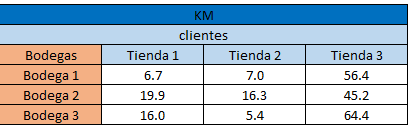 KM
clientes
Bodegas Tienda 1 Tienda 2 Tienda 3
Bodega 1 6.7 7.0 56.4
Bodega 2 19.9 16.3 45.2
Bodega 3 16.0 5.4 64.4